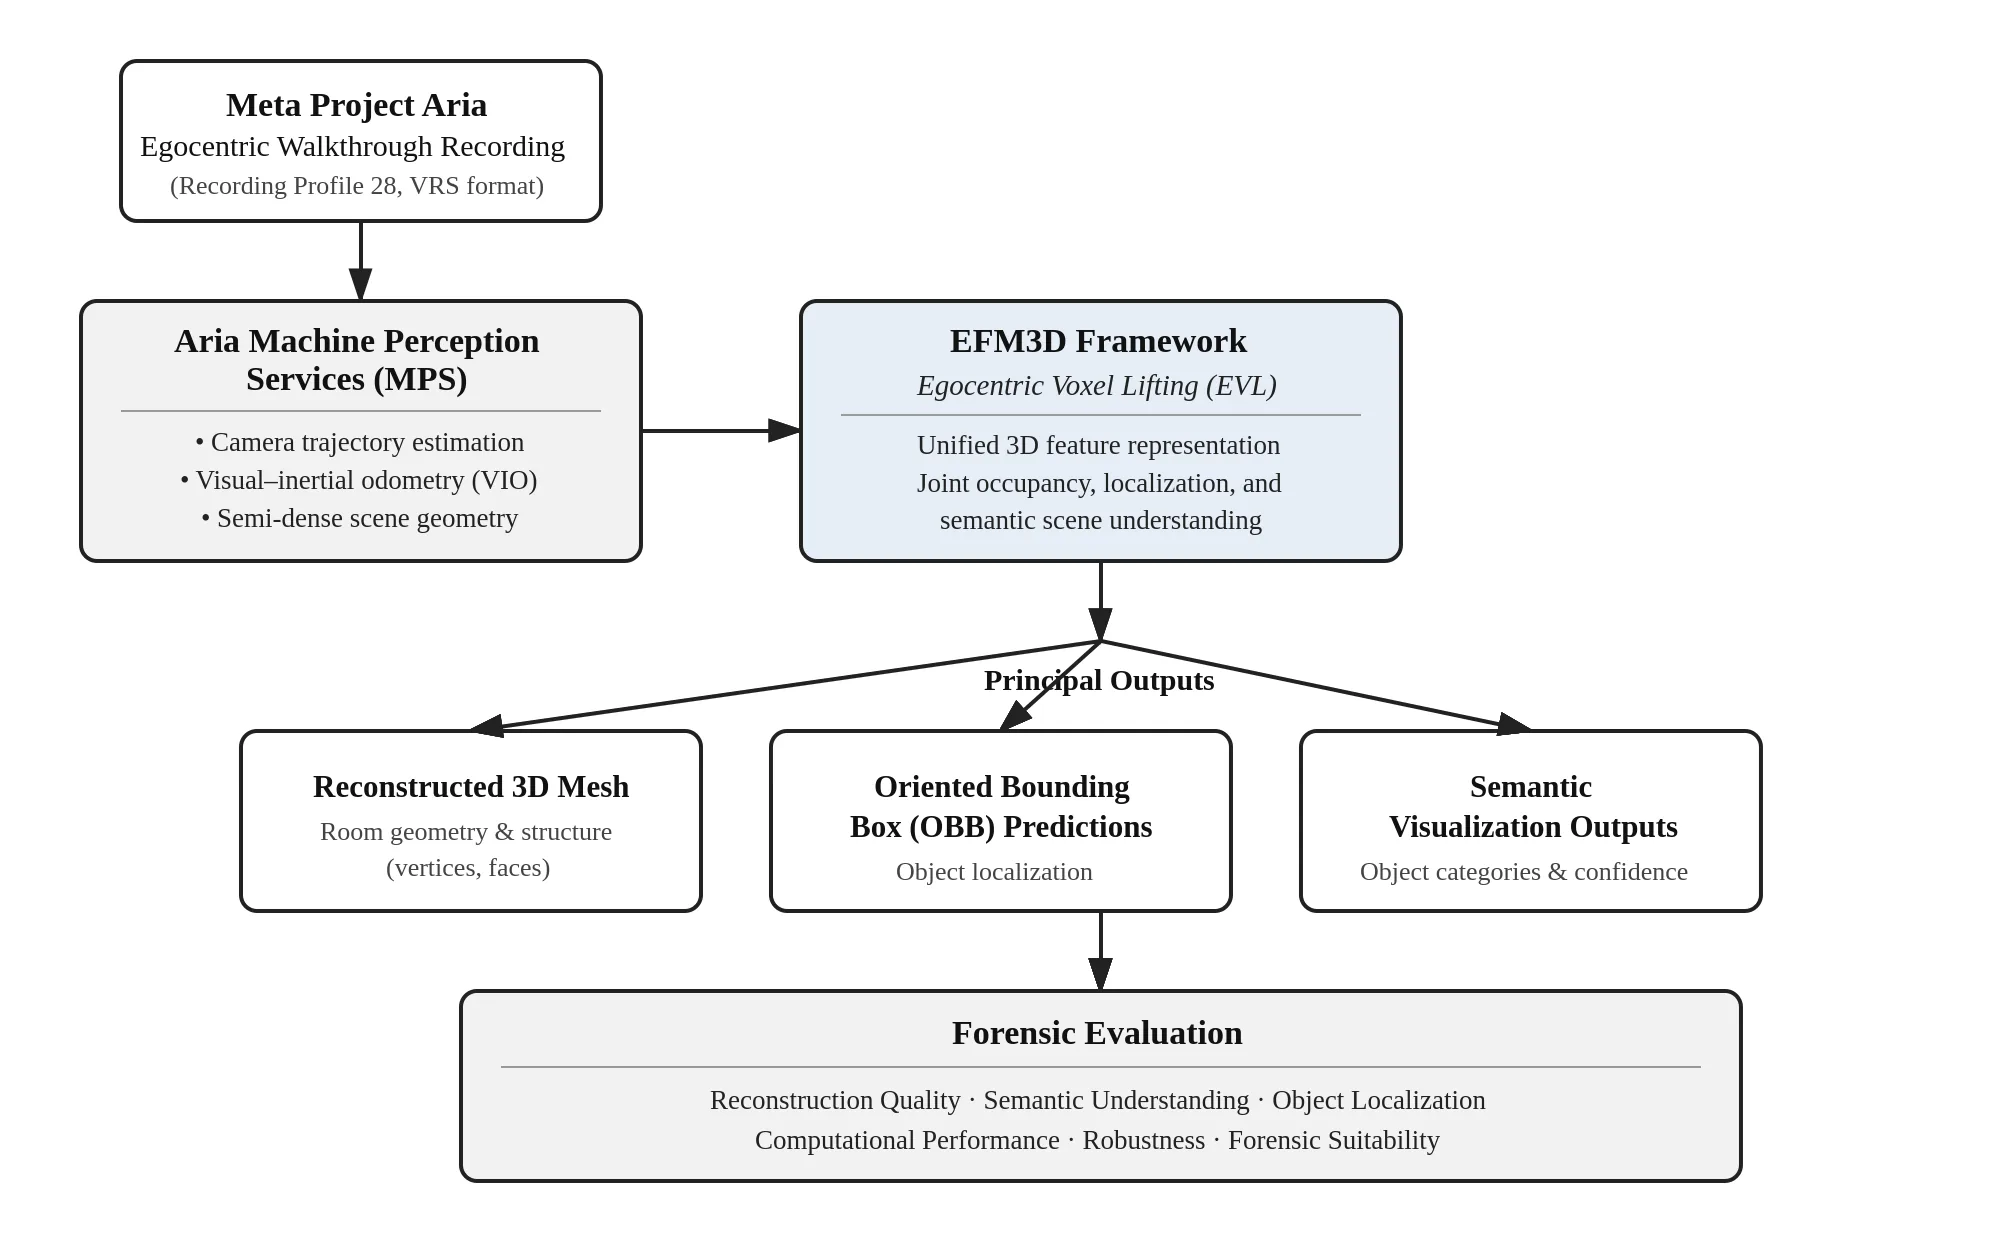 Meta Project Aria
Egocentric Walkthrough Recording
(Recording Profile 28, VRS format)
Aria Machine Perception
Services (MPS)
• Camera trajectory estimation
• Visual–inertial odometry (VIO)
• Semi-dense scene geometry
EFM3D Framework
Egocentric Voxel Lifting (EVL)
Unified 3D feature representation
Joint occupancy, localization, and
semantic scene understanding
Principal Outputs
Reconstructed 3D Mesh
Room geometry & structure
(vertices, faces)
Oriented Bounding
Box (OBB) Predictions
Object localization
Semantic
Visualization Outputs
Object categories & confidence
Forensic Evaluation
Reconstruction Quality · Semantic Understanding · Object Localization
Computational Performance · Robustness · Forensic Suitability